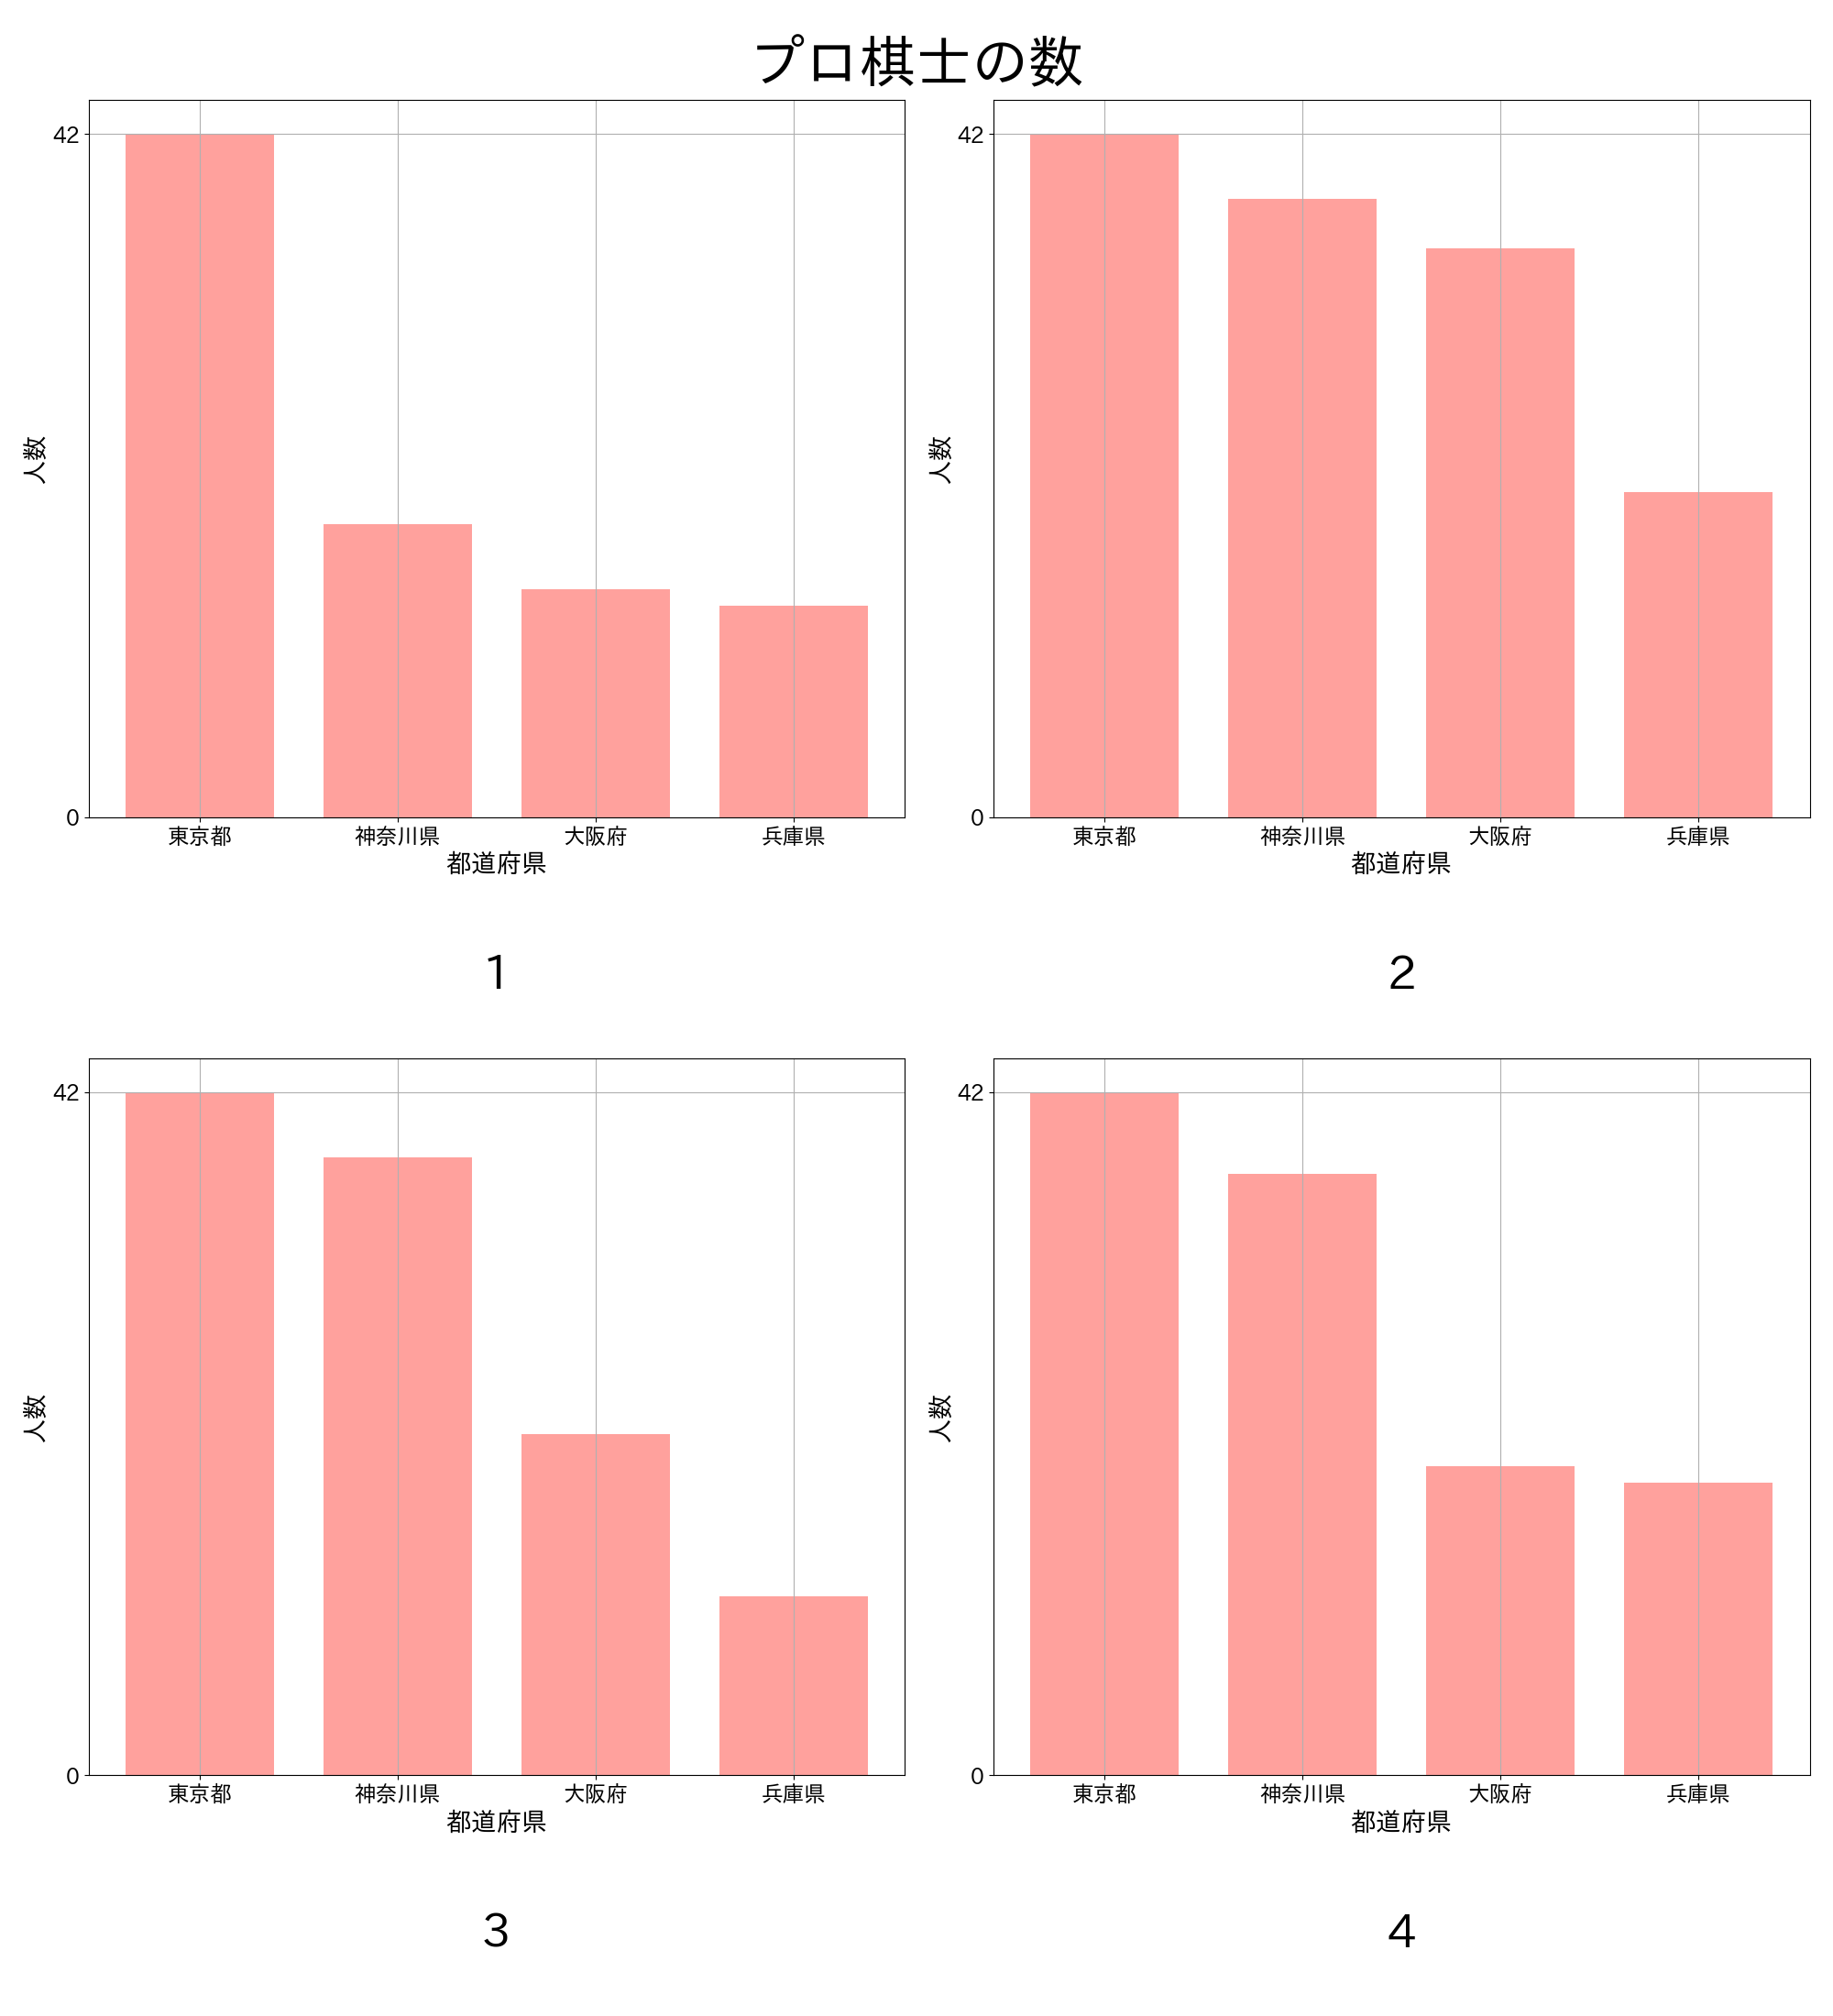 プロ棋士の数
42
0
人数
東京都 神奈川県 大阪府 兵庫県
都道府県
1
42
0
人数
東京都 神奈川県 大阪府 兵庫県
都道府県
2
42
0
人数
東京都 神奈川県 大阪府 兵庫県
都道府県
3
42
0
人数
東京都 神奈川県 大阪府 兵庫県
都道府県
4